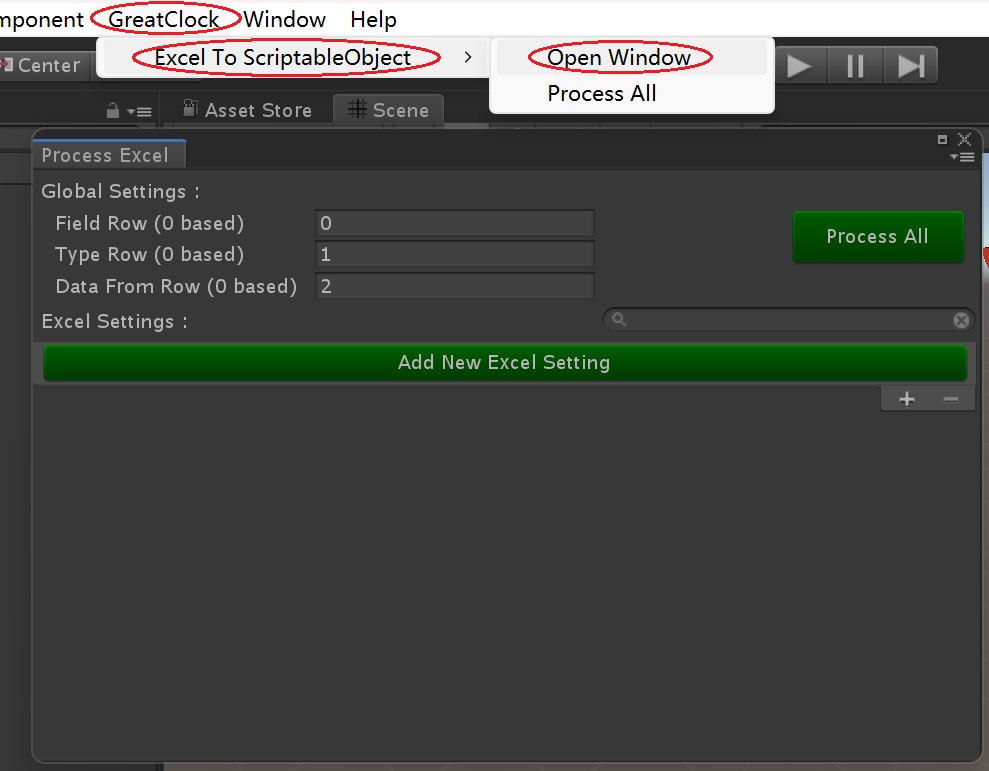 mponent GreatClock Window Help
Center
Excel To ScriptableObject
Open Window
Process All
Asset Store
Scene
Process Excel
Global Settings :
Field Row (0 based) 0
Type Row (0 based) 1
Data From Row (0 based) 2
Process All
Excel Settings :
Add New Excel Setting